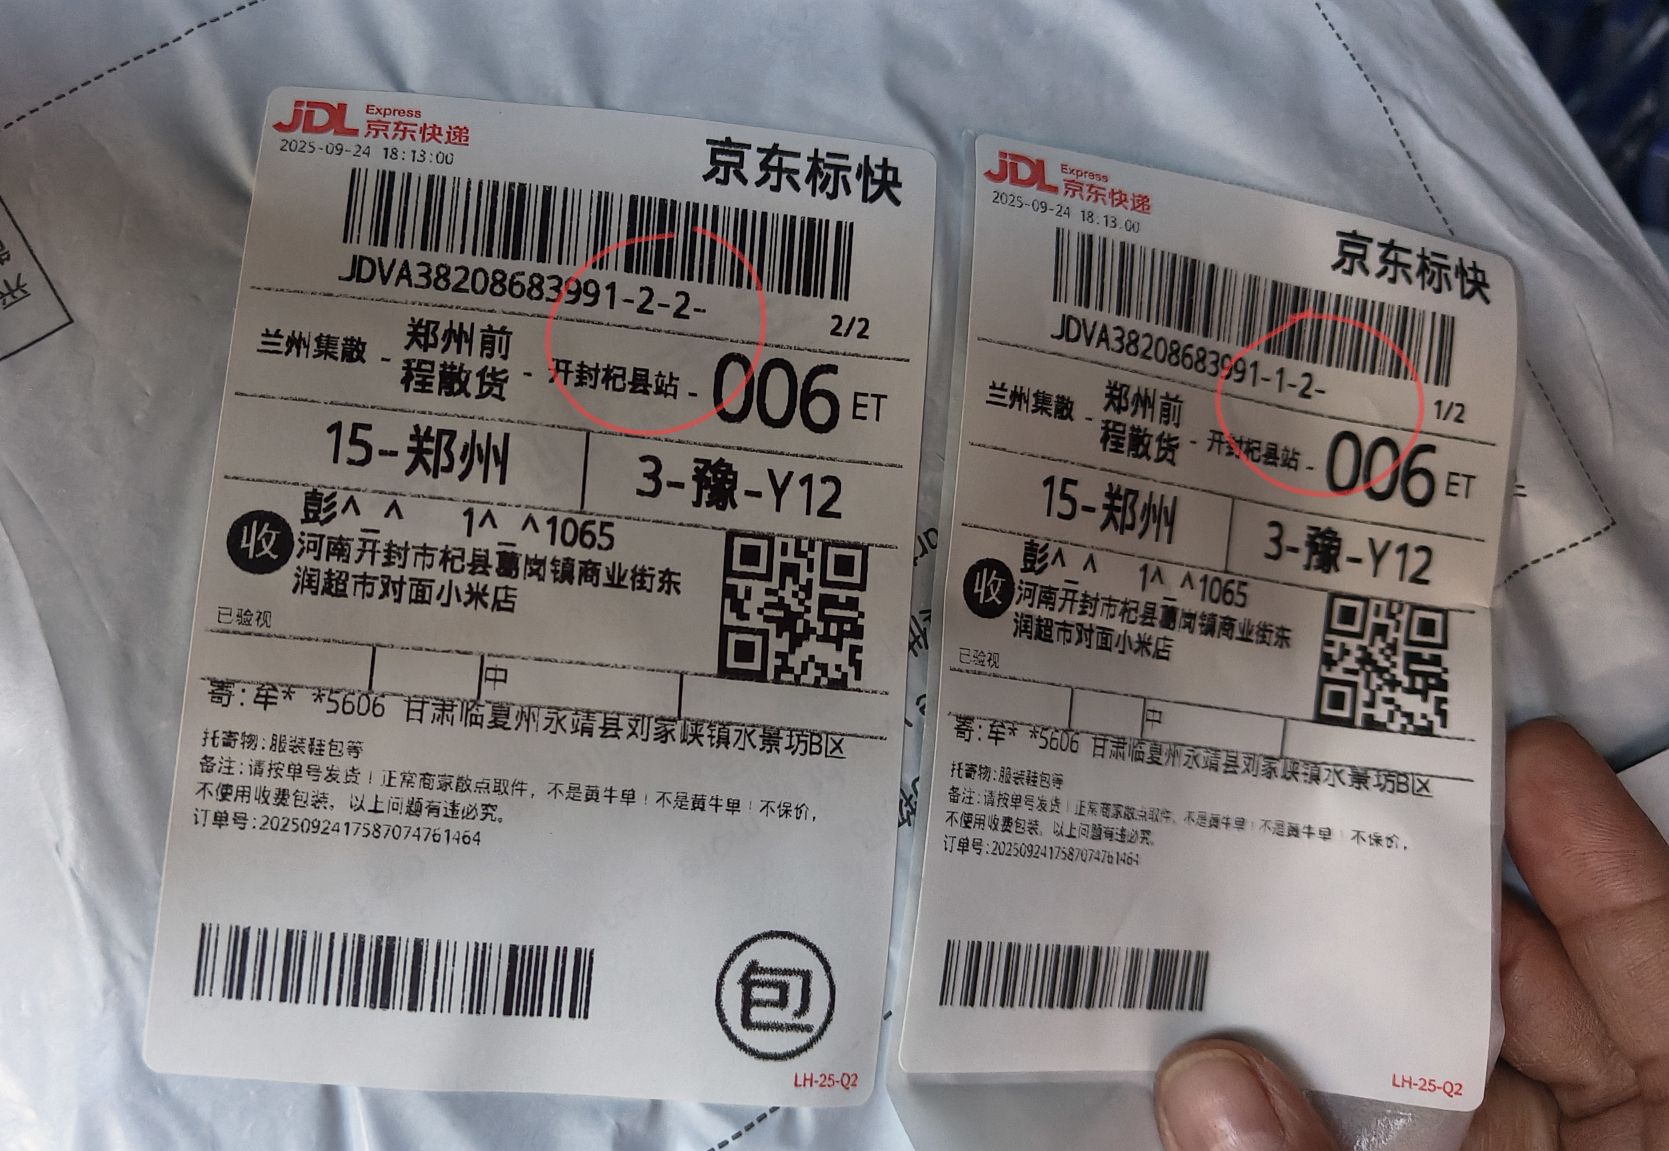 JDL Express
京东快递
2025-09-24 18:13:00
京东标快
JDVA38208683991-2-2-
2/2
兰州集散 - 郑州前程散货 - 开封杞县站 - 006 ET
15-郑州
3-豫-Y12
收
彭^_^ 1^_^1065
河南开封市杞县葛岗镇商业街东
润超市对面小米店
已验视
中
寄:牟* *5606 甘肃临夏州永靖县刘家峡镇水景坊B区
托寄物:服装鞋包等
备注:请按单号发货！正常商家散点取件，不是黄牛单！不是黄牛单！不保价，
不使用收费包装。以上问题有违必究。
订单号:2025092417587074761464
包
LH-25-Q2
JDL Express
京东快递
2025-09-24 18:13:00
京东标快
JDVA38208683991-1-2-
1/2
兰州集散 - 郑州前程散货 - 开封杞县站 - 006 ET
15-郑州
3-豫-Y12
收
彭^_^ 1^_^1065
河南开封市杞县葛岗镇商业街东
润超市对面小米店
已验视
中
寄:牟* *5606 甘肃临夏州永靖县刘家峡镇水景坊B区
托寄物:服装鞋包等
备注:请按单号发货！正常商家散点取件，不是黄牛单！不是黄牛单！不保价，
不使用收费包装。以上问题有违必究。
订单号:2025092417587074761464
LH-25-Q2